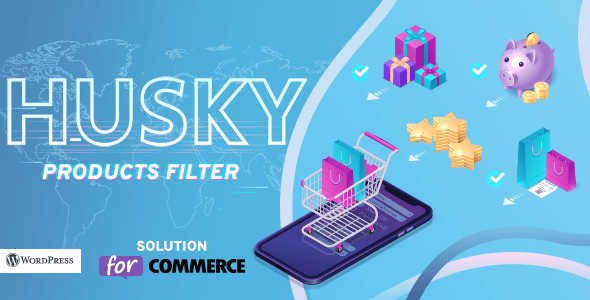 HUSKY
PRODUCTS FILTER
SOLUTION
WORDPRESS
for COMMERCE